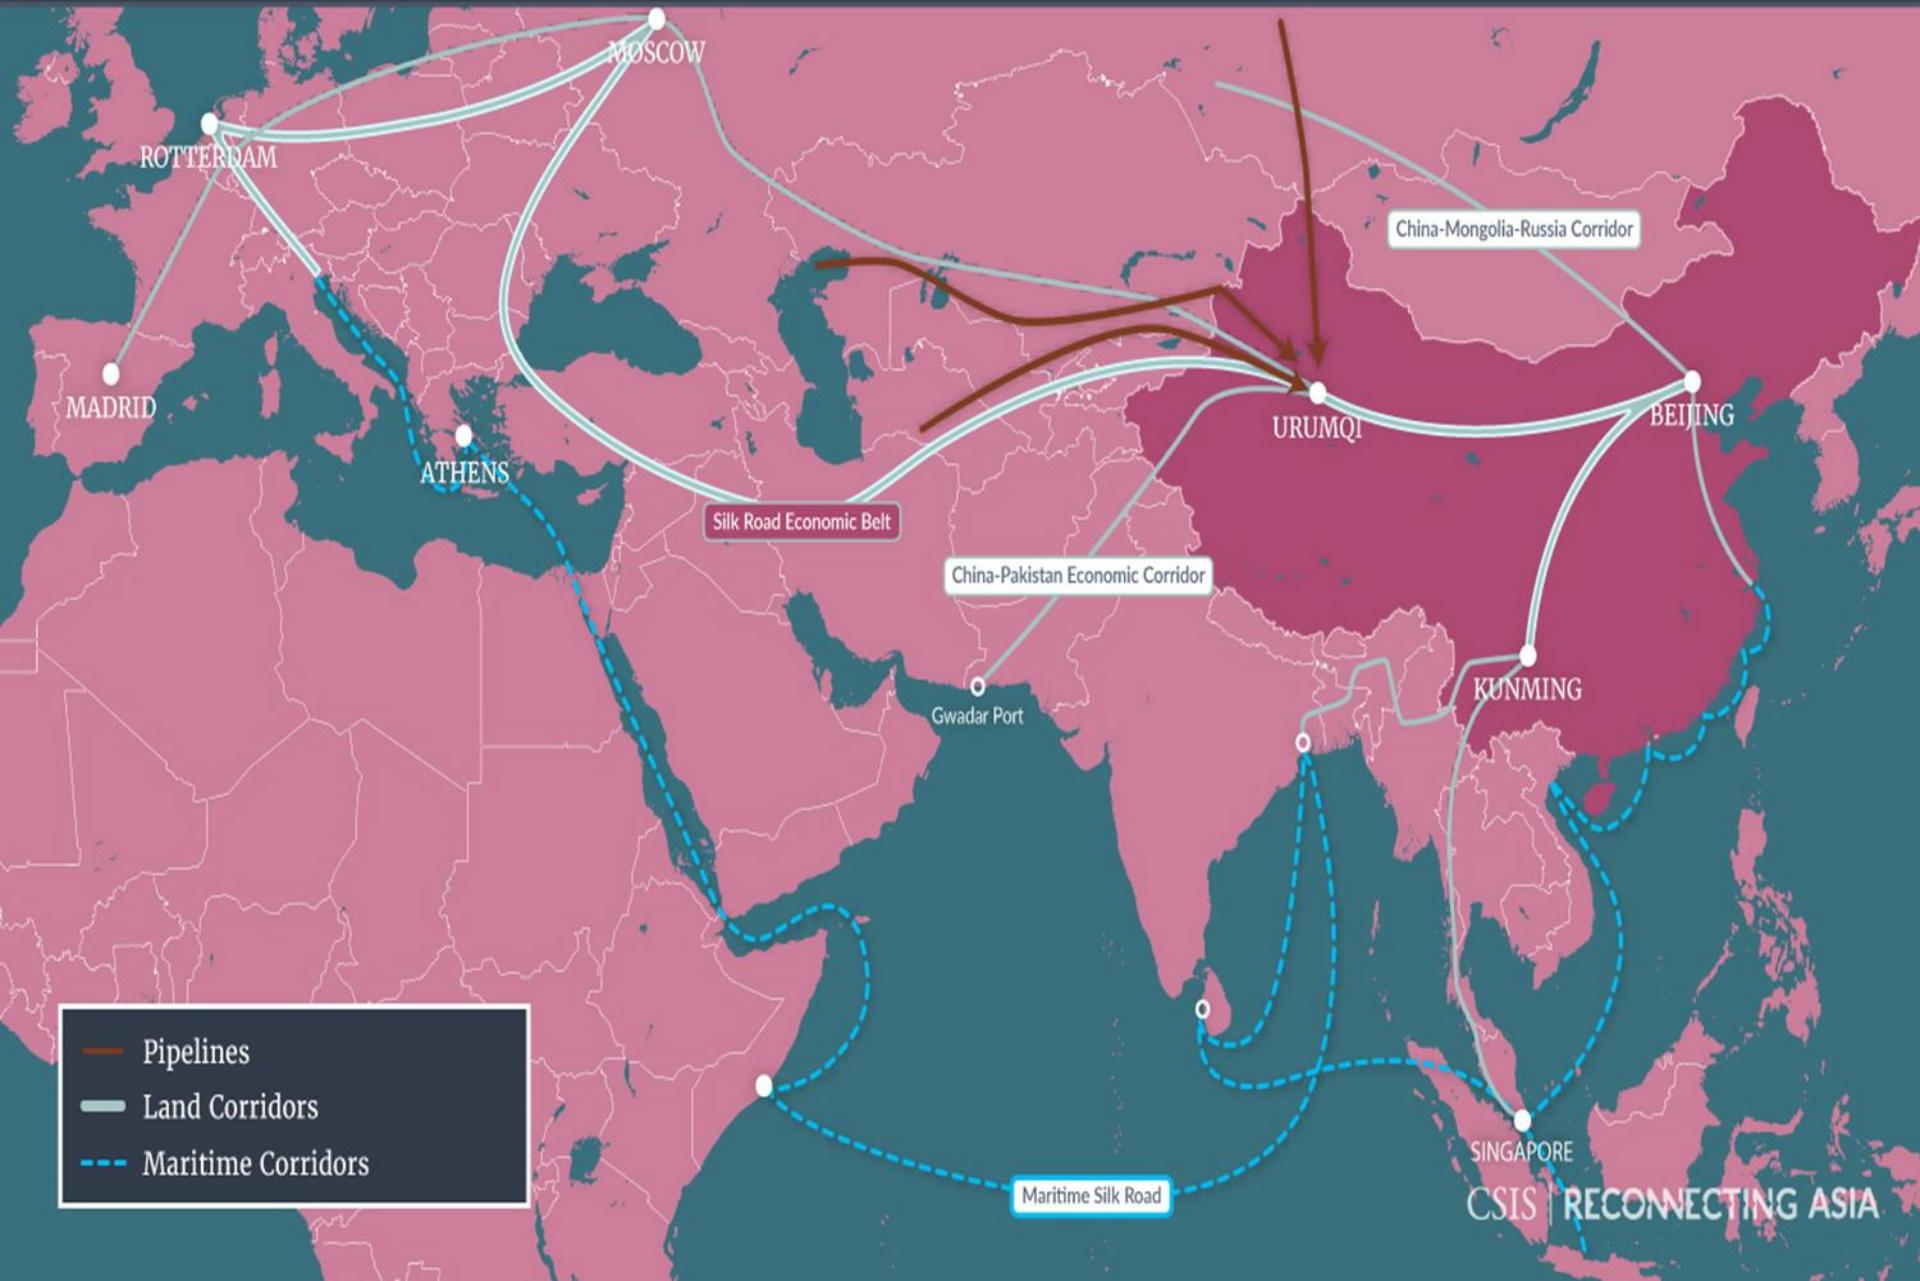 MOSCOW
ROTTERDAM
China-Mongolia-Russia Corridor
MADRID
URUMQI
BEIJING
ATHENS
Silk Road Economic Belt
China-Pakistan Economic Corridor
KUNMING
Gwadar Port
Pipelines
Land Corridors
Maritime Corridors
SINGAPORE
Maritime Silk Road
CSIS | RECONNECTING ASIA